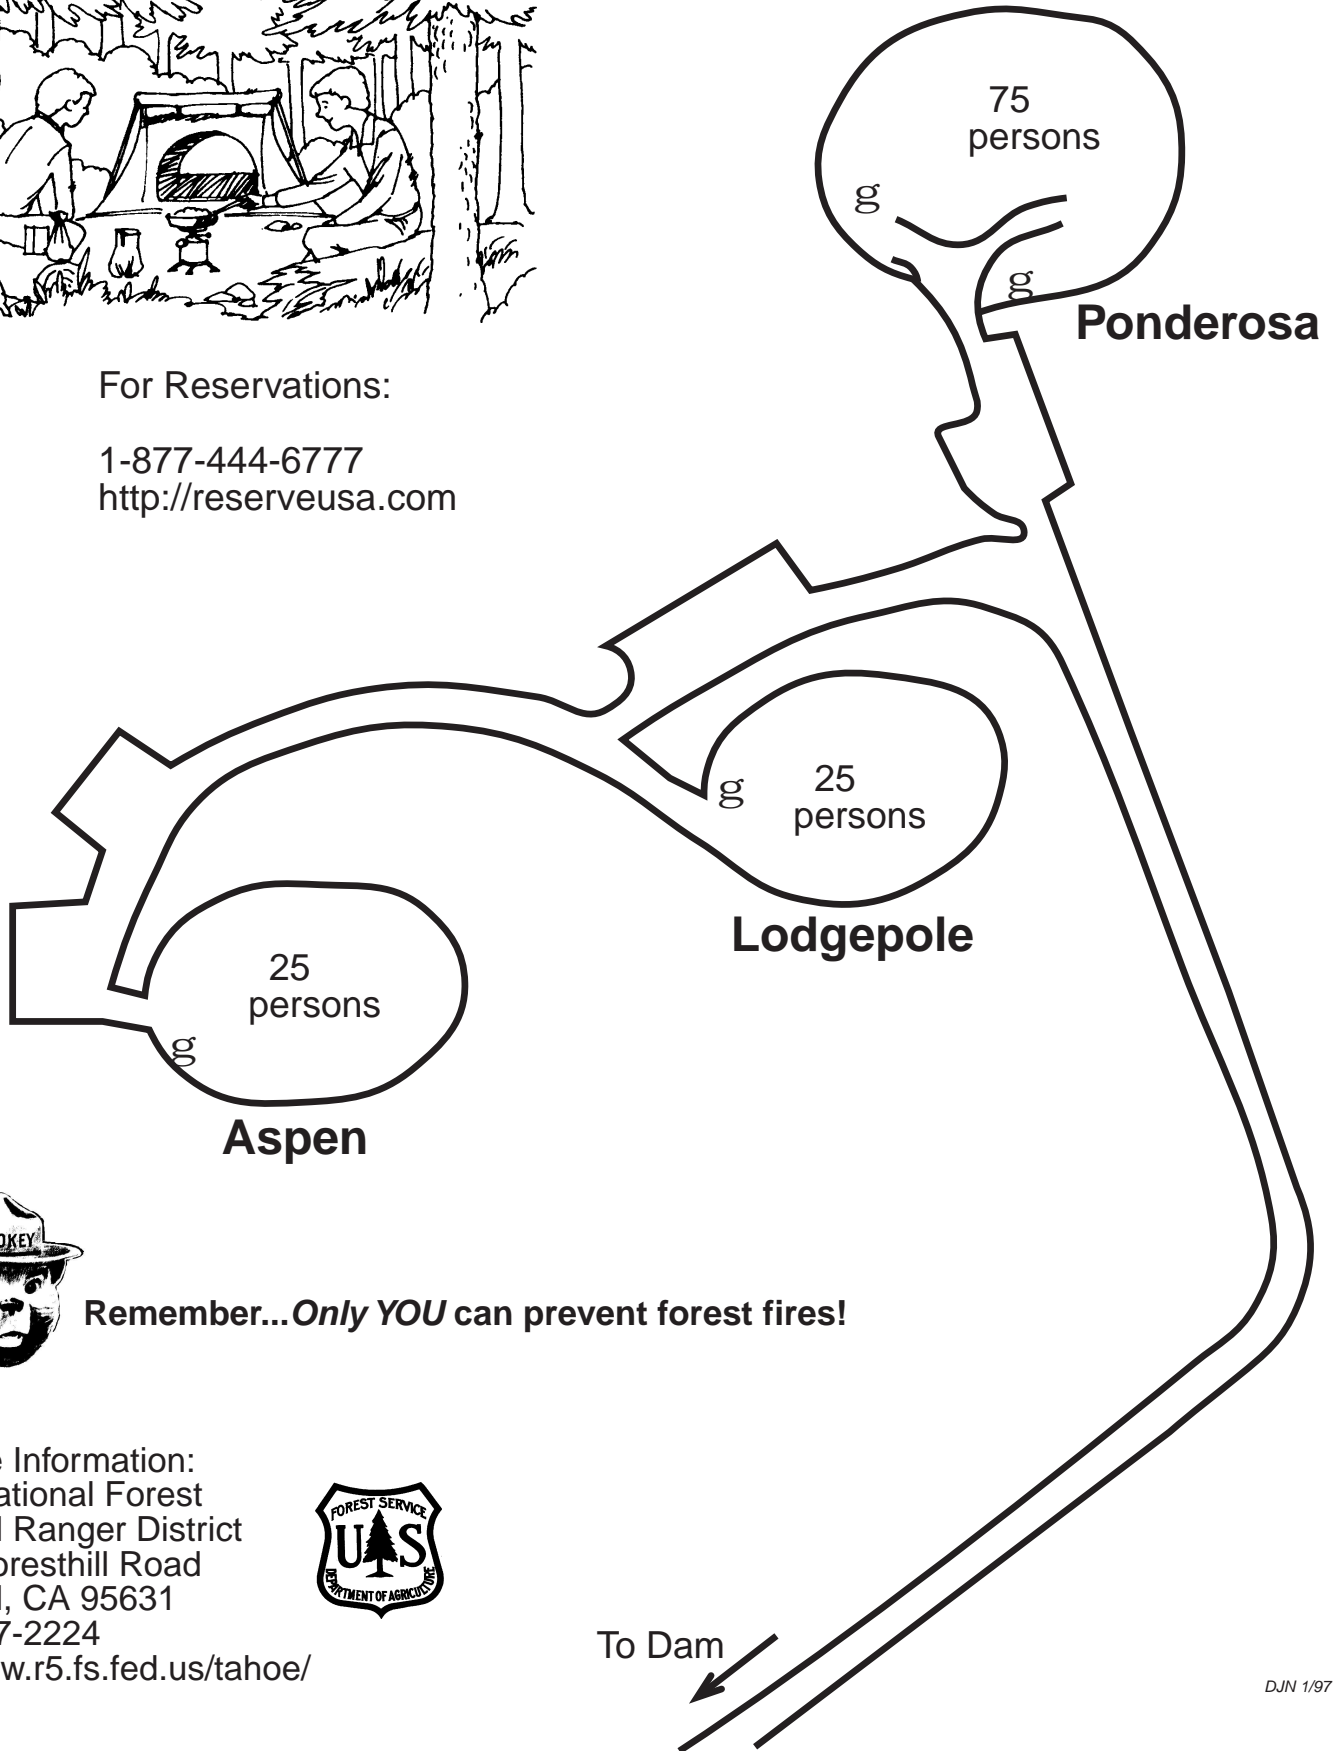 75
persons
g
g
Ponderosa
For Reservations:
1-877-444-6777
http://reserveusa.com
25
persons
g
Lodgepole
25
persons
g
Aspen
OKEY
Remember...Only YOU can prevent forest fires!
e Information:
ational Forest
l Ranger District
oresthill Road
l, CA 95631
7-2224
w.r5.fs.fed.us/tahoe/
FOREST SERVICE
U S
DEPARTMENT OF AGRICULTURE
To Dam
DJN 1/97